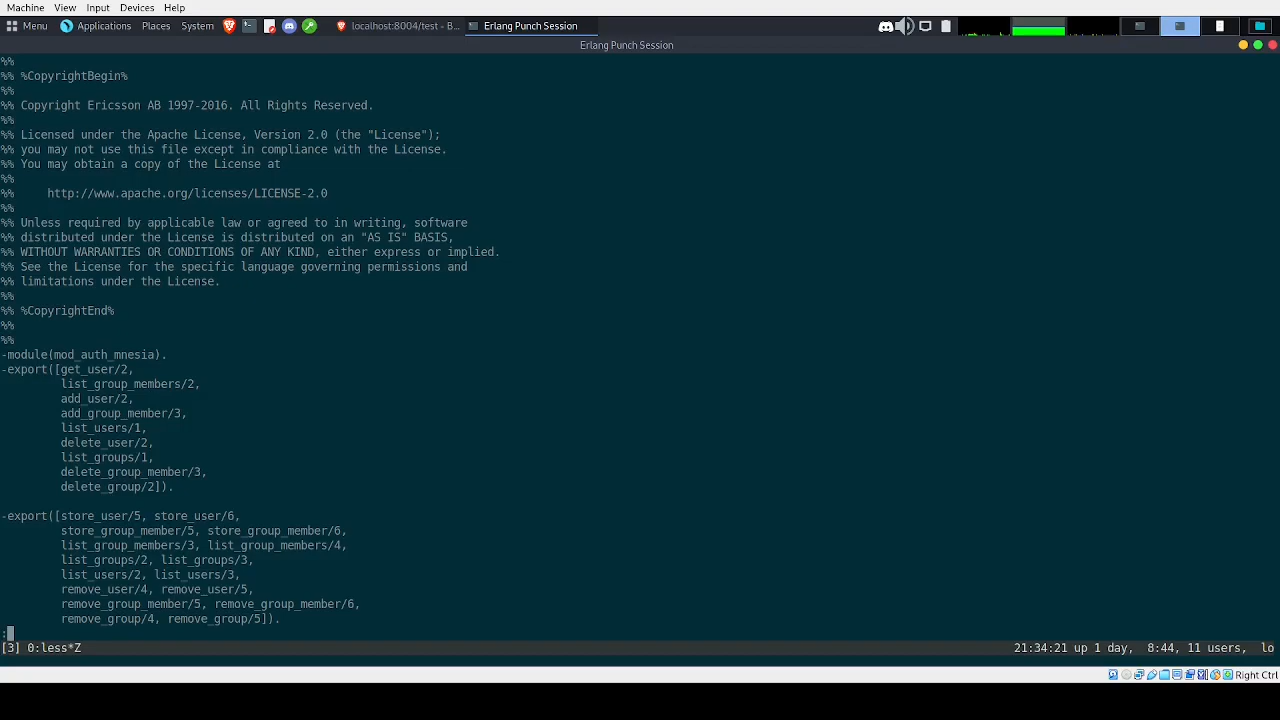 Machine View Input Devices Help
Menu Applications Places System localhost:8004/test - B... Erlang Punch Session
Erlang Punch Session
%%
%% %CopyrightBegin%
%%
%% Copyright Ericsson AB 1997-2016. All Rights Reserved.
%%
%% Licensed under the Apache License, Version 2.0 (the "License");
%% you may not use this file except in compliance with the License.
%% You may obtain a copy of the License at
%%
%%     http://www.apache.org/licenses/LICENSE-2.0
%%
%% Unless required by applicable law or agreed to in writing, software
%% distributed under the License is distributed on an "AS IS" BASIS,
%% WITHOUT WARRANTIES OR CONDITIONS OF ANY KIND, either express or implied.
%% See the License for the specific language governing permissions and
%% limitations under the License.
%%
%% %CopyrightEnd%
%%
%%
-module(mod_auth_mnesia).
-export([get_user/2,
         list_group_members/2,
         add_user/2,
         add_group_member/3,
         list_users/1,
         delete_user/2,
         list_groups/1,
         delete_group_member/3,
         delete_group/2]).

-export([store_user/5, store_user/6,
         store_group_member/5, store_group_member/6,
         list_group_members/3, list_group_members/4,
         list_groups/2, list_groups/3,
         list_users/2, list_users/3,
         remove_user/4, remove_user/5,
         remove_group_member/5, remove_group_member/6,
         remove_group/4, remove_group/5]).
:
[3] 0:less*Z 21:34:21 up 1 day,  8:44, 11 users,  lo
Right Ctrl